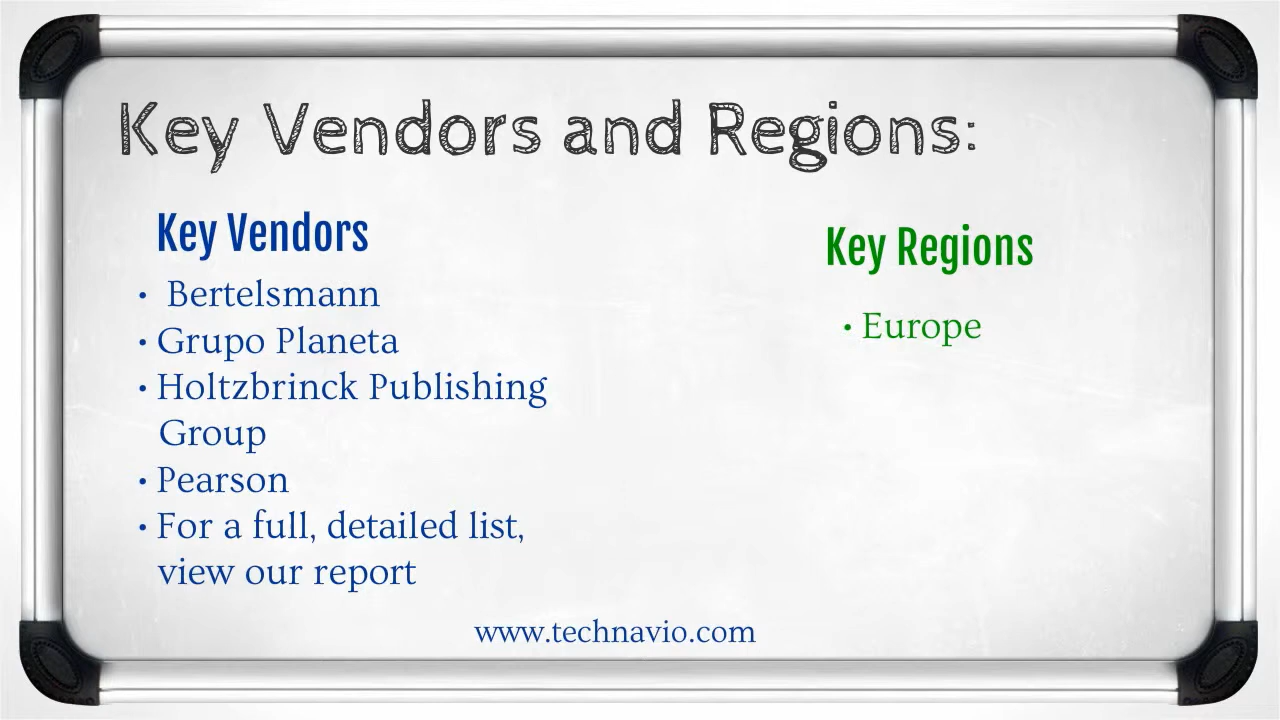 Key Vendors and Regions:
Key Vendors
• Bertelsmann
• Grupo Planeta
• Holtzbrinck Publishing
Group
• Pearson
• For a full, detailed list,
view our report
Key Regions
• Europe
www.technavio.com